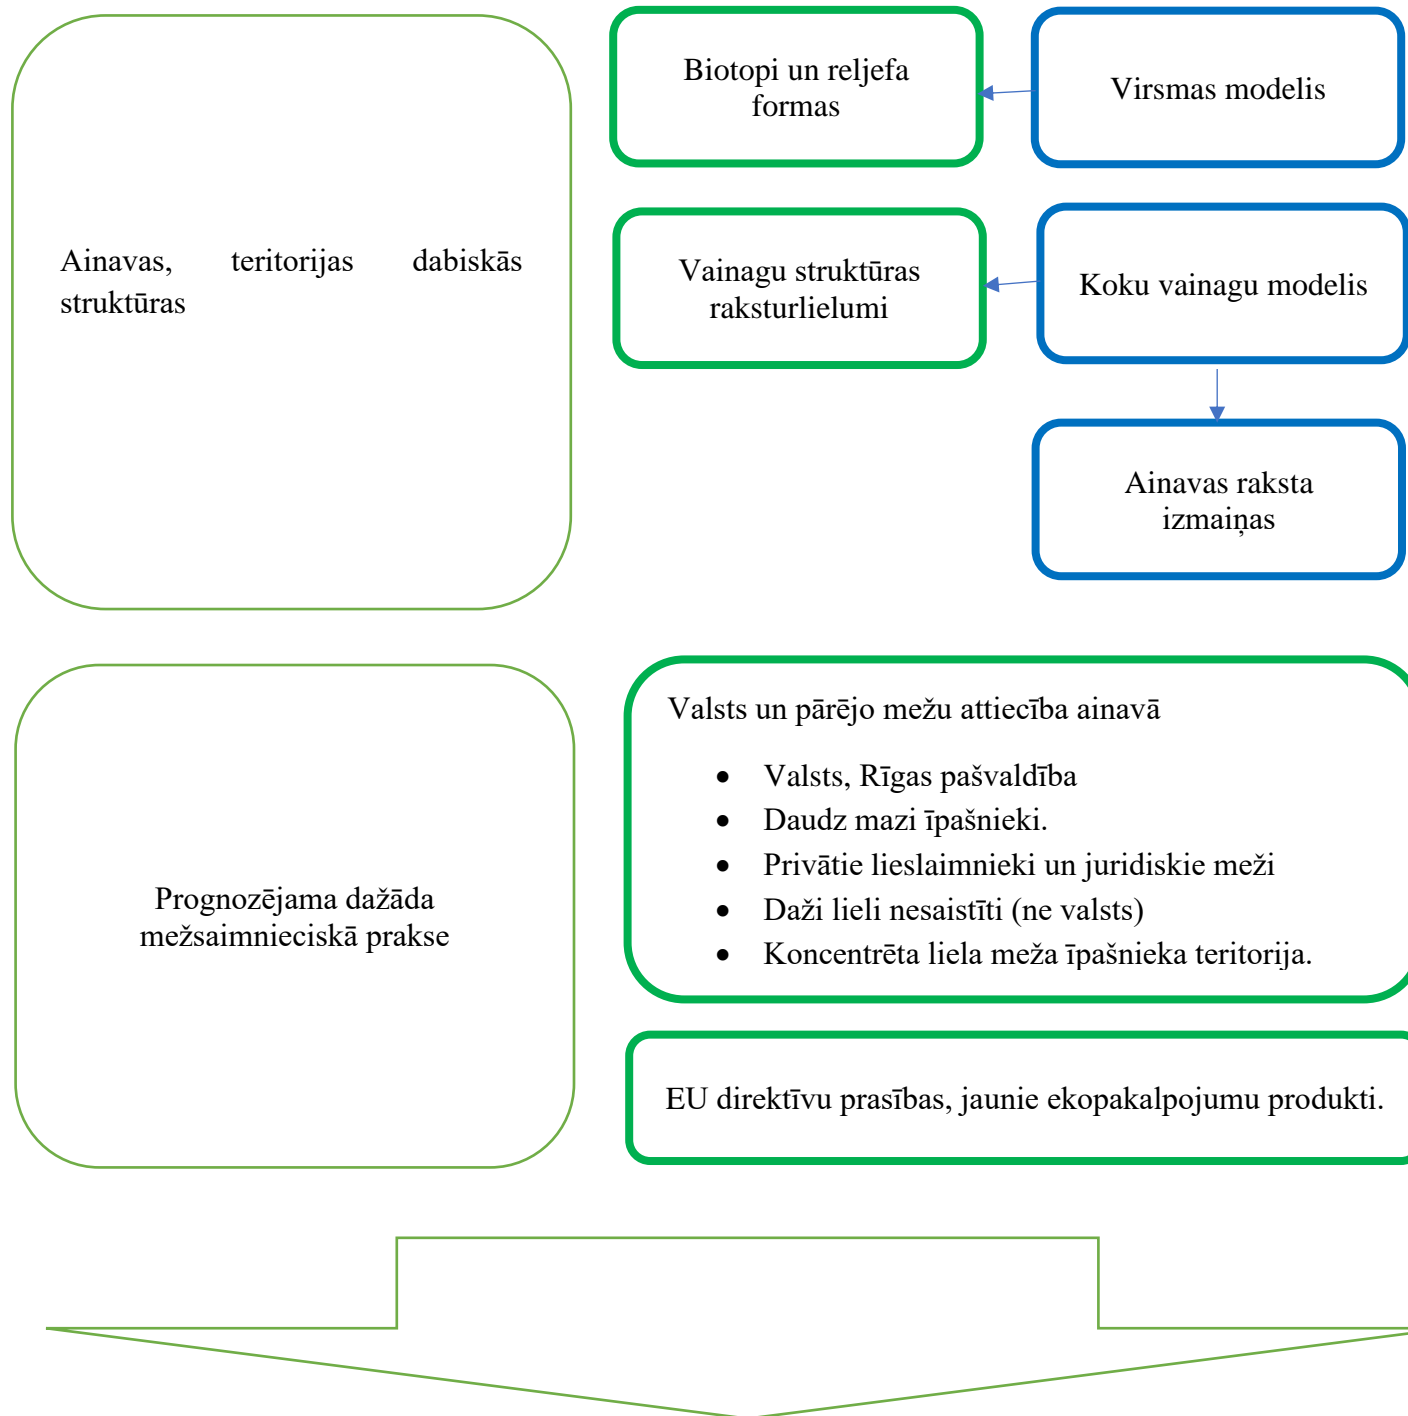 Biotopi un reljefa
formas
Virsmas modelis
Ainavas, teritorijas dabiskās
struktūras
Vainagu struktūras
raksturlielumi
Koku vainagu modelis
Ainavas raksta
izmaiņas
Prognozējama dažāda
mežsaimnieciskā prakse
Valsts un pārējo mežu attiecība ainavā
• Valsts, Rīgas pašvaldība
• Daudz mazi īpašnieki.
• Privātie lieslaimnieki un juridiskie meži
• Daži lieli nesaistīti (ne valsts)
• Koncentrēta liela meža īpašnieka teritorija.
EU direktīvu prasības, jaunie ekopakalpojumu produkti.